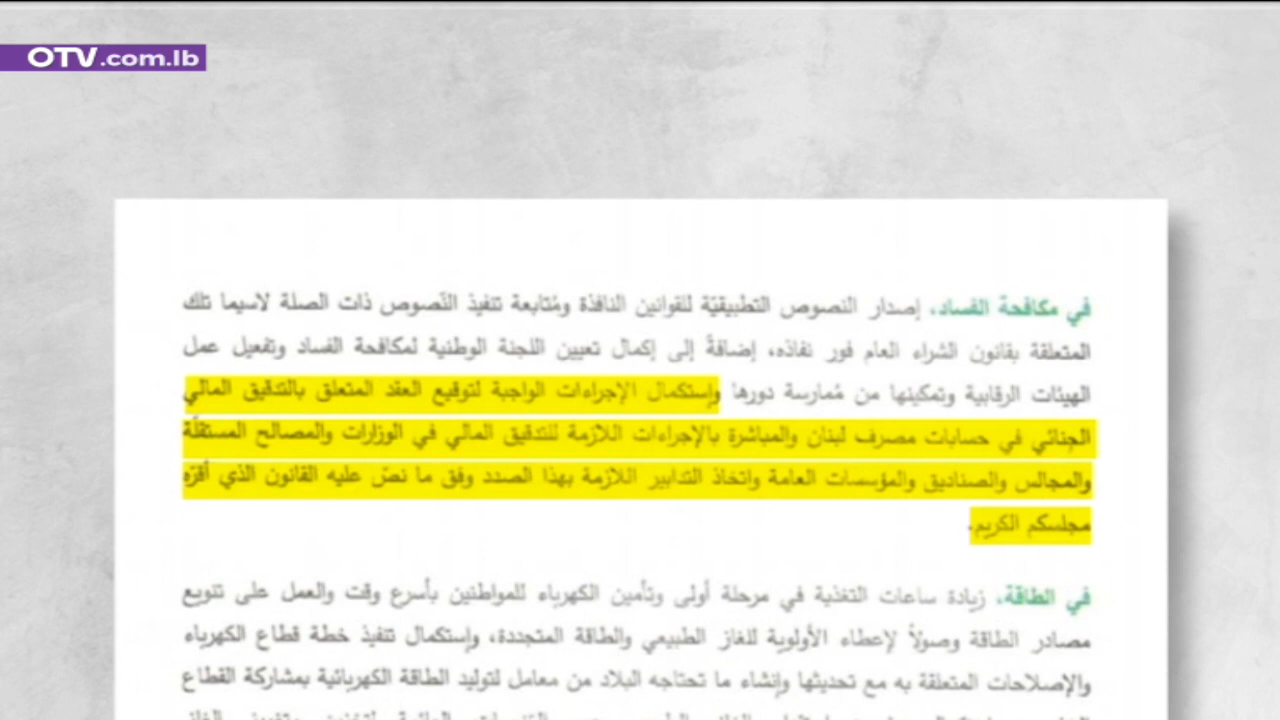 OTV.com.lb
في مكافحة الفساد، إصدار النصوص التطبيقيّة للقوانين النافذة ومُتابعة تنفيذ النّصوص ذات الصلة لاسيما تلك
المتعلقة بقانون الشراء العام فور نفاذه، إضافةً إلى إكمال تعيين اللجنة الوطنية لمكافحة الفساد وتفعيل عمل
الهيئات الرقابية وتمكينها من مُمارسة دورها وإستكمال الإجراءات الواجبة لتوقيع العقد المتعلق بالتدقيق المالي
الجنائي في حسابات مصرف لبنان والمباشرة بالإجراءات اللازمة للتدقيق المالي في الوزارات والمصالح المستقلّة
والمجالس والصناديق والمؤسسات العامة واتخاذ التدابير اللازمة بهذا الصدد وفق ما نصّ عليه القانون الذي أقرّه
مجلسكم الكريم.
في الطاقة، زيادة ساعات التغذية في مرحلة أولى وتأمين الكهرباء للمواطنين بأسرع وقت والعمل على تنويع
مصادر الطاقة وصولاً لإعطاء الأولوية للغاز الطبيعي والطاقة المتجددة، وإستكمال تنفيذ خطة قطاع الكهرباء
والإصلاحات المتعلقة به مع تحديثها وإنشاء ما تحتاجه البلاد من معامل لتوليد الطاقة الكهربائية بمشاركة القطاع